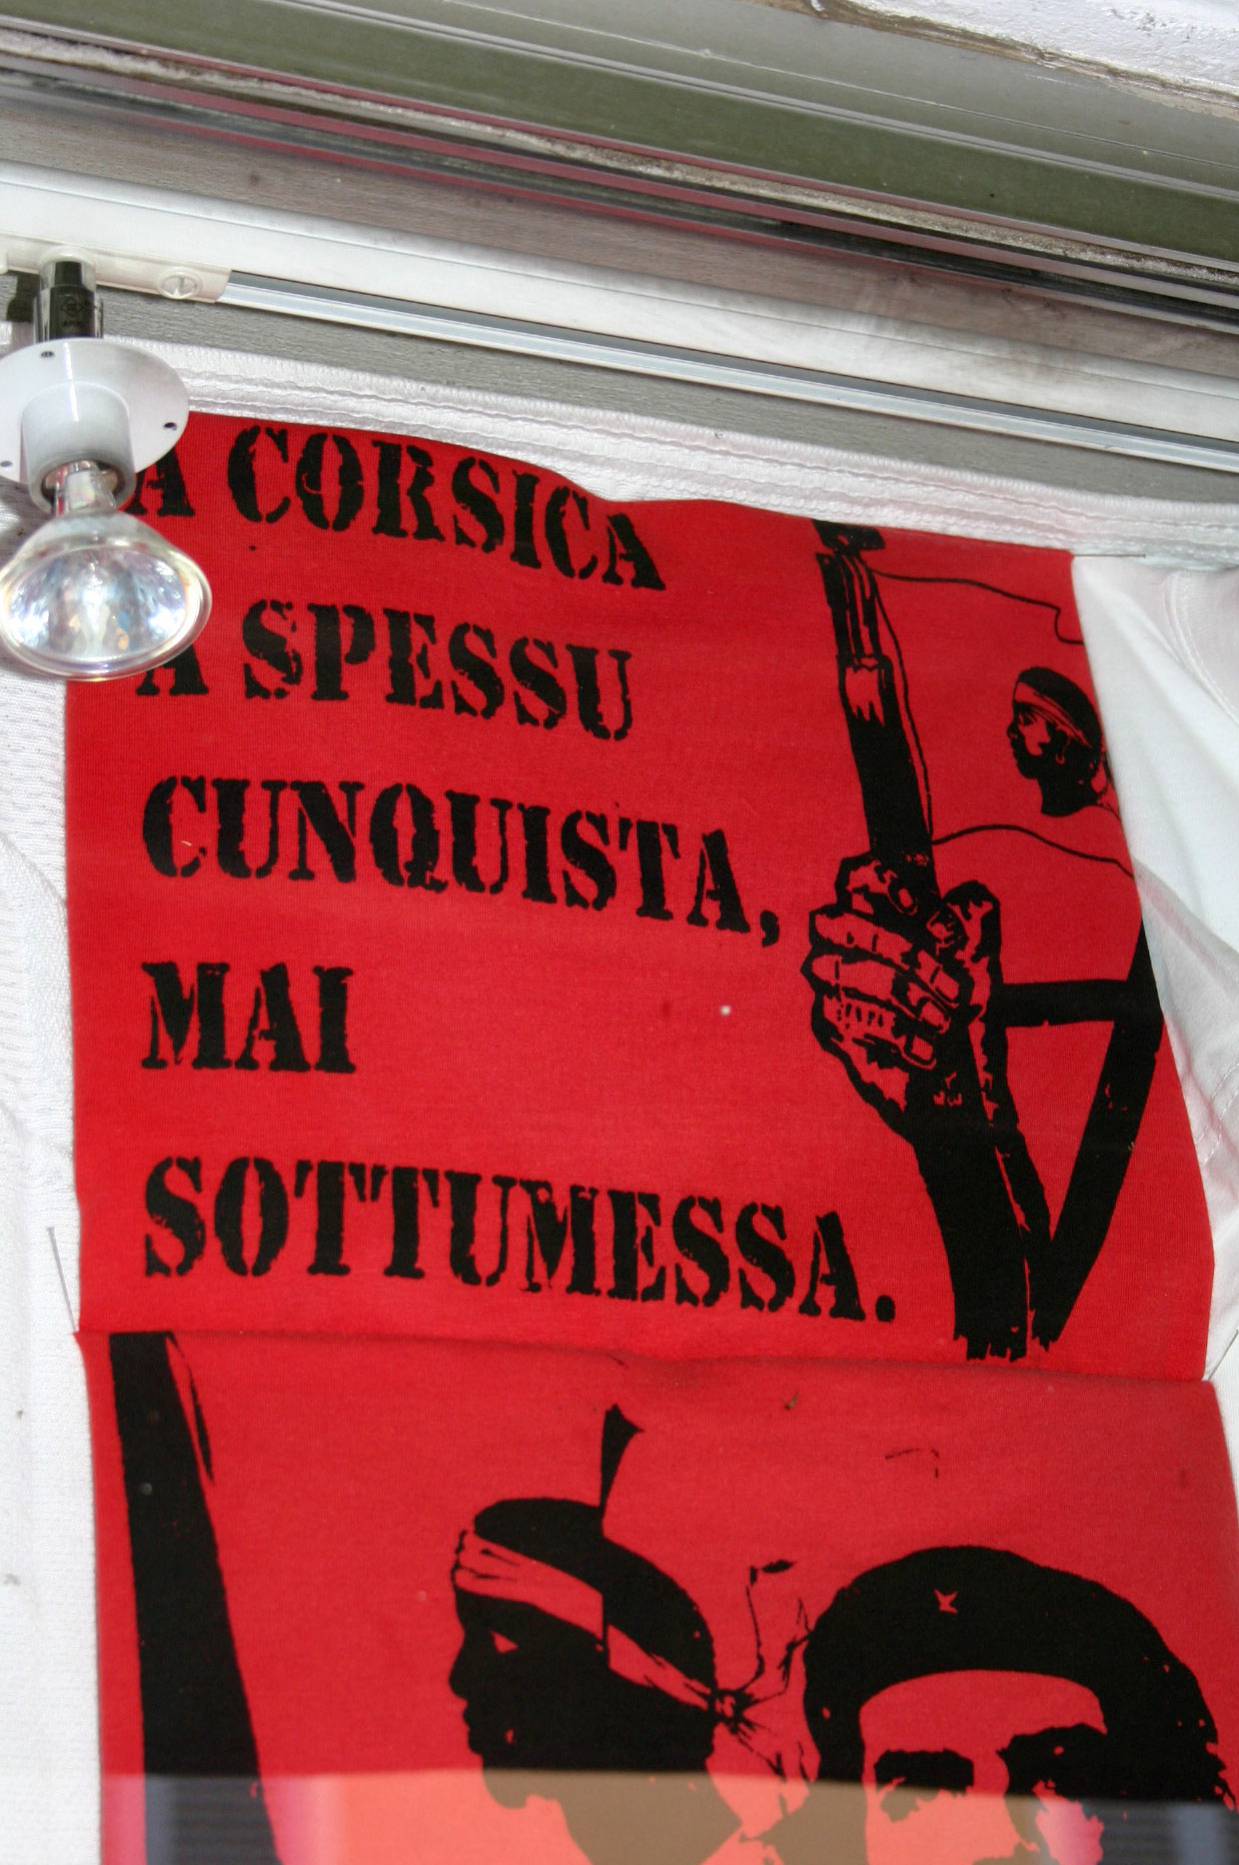 A CORSICA
A SPESSU
CUNQUISTA,
MAI
SOTTUMESSA.